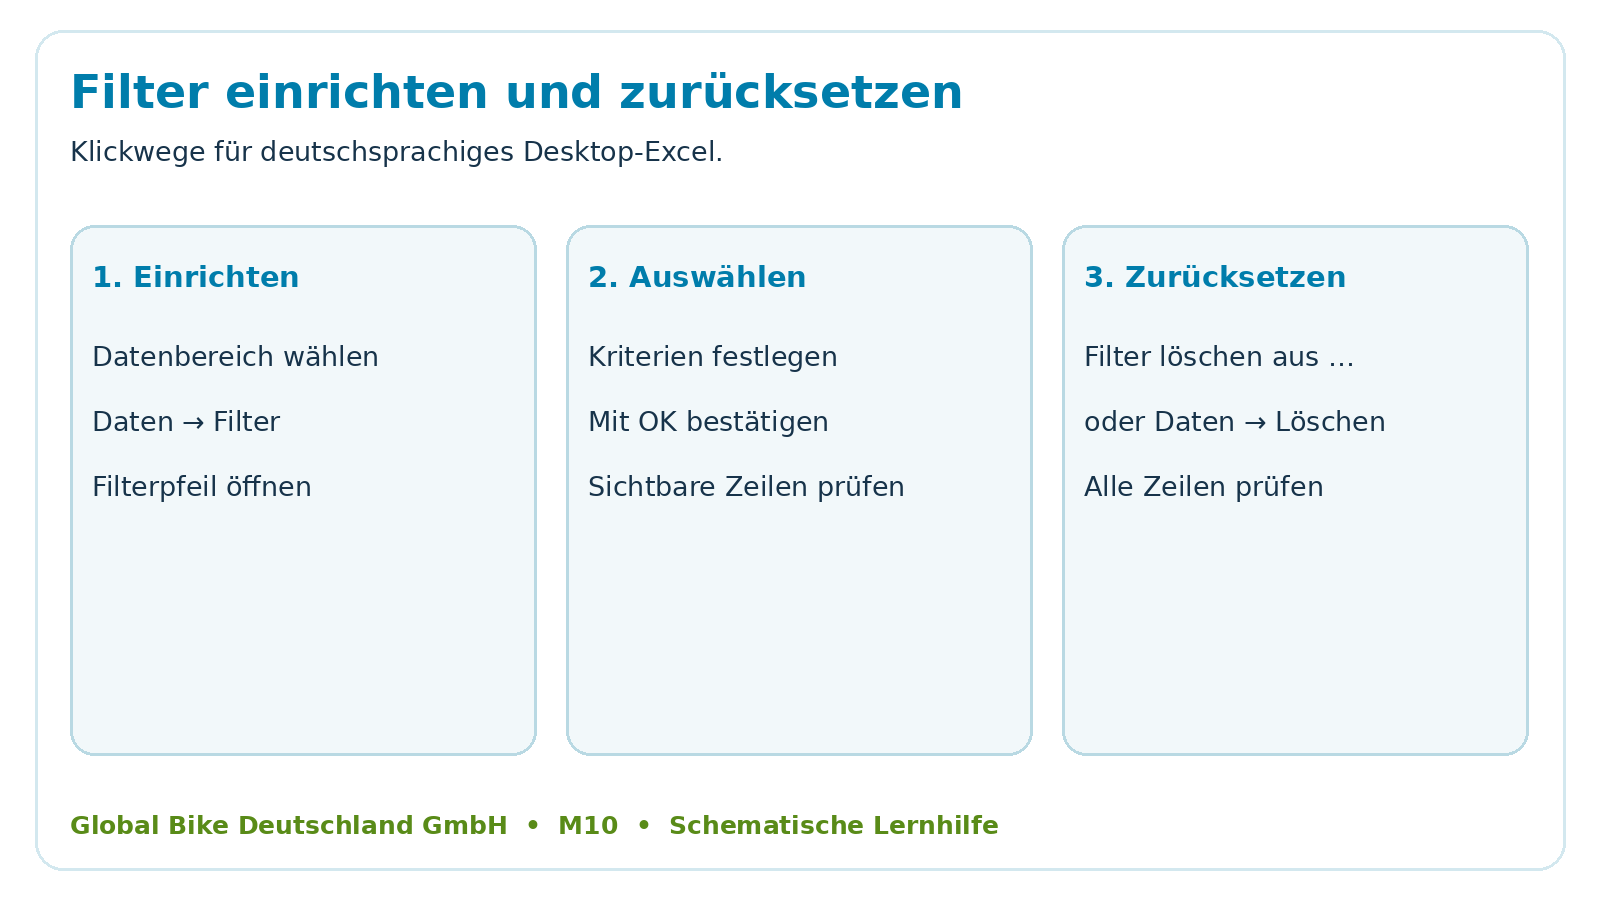 Filter einrichten und zurücksetzen
Klickwege für deutschsprachiges Desktop-Excel.
1. Einrichten
Datenbereich wählen
Daten → Filter
Filterpfeil öffnen
2. Auswählen
Kriterien festlegen
Mit OK bestätigen
Sichtbare Zeilen prüfen
3. Zurücksetzen
Filter löschen aus …
oder Daten → Löschen
Alle Zeilen prüfen
Global Bike Deutschland GmbH • M10 • Schematische Lernhilfe